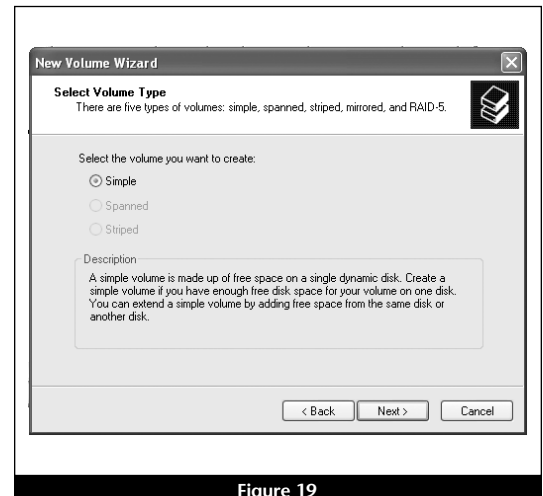 New Volume Wizard
Select Volume Type
There are five types of volumes: simple, spanned, striped, mirrored, and RAID-5.
Select the volume you want to create:
Simple
Spanned
Striped
Description
A simple volume is made up of free space on a single dynamic disk. Create a
simple volume if you have enough free disk space for your volume on one disk.
You can extend a simple volume by adding free space from the same disk or
another disk.
< Back Next > Cancel
Figure 19